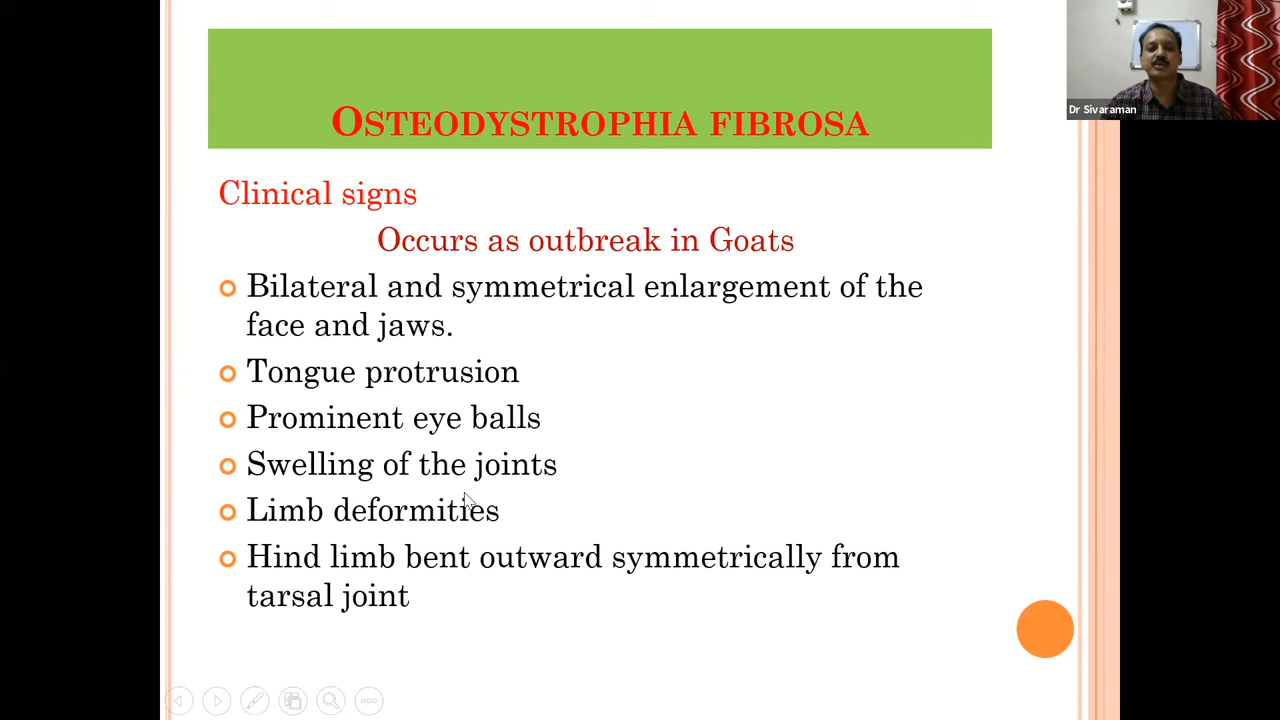 OSTEODYSTROPHIA FIBROSA
Dr Sivaraman
Clinical signs
Occurs as outbreak in Goats
Bilateral and symmetrical enlargement of the
face and jaws.
Tongue protrusion
Prominent eye balls
Swelling of the joints
Limb deformities
Hind limb bent outward symmetrically from
tarsal joint